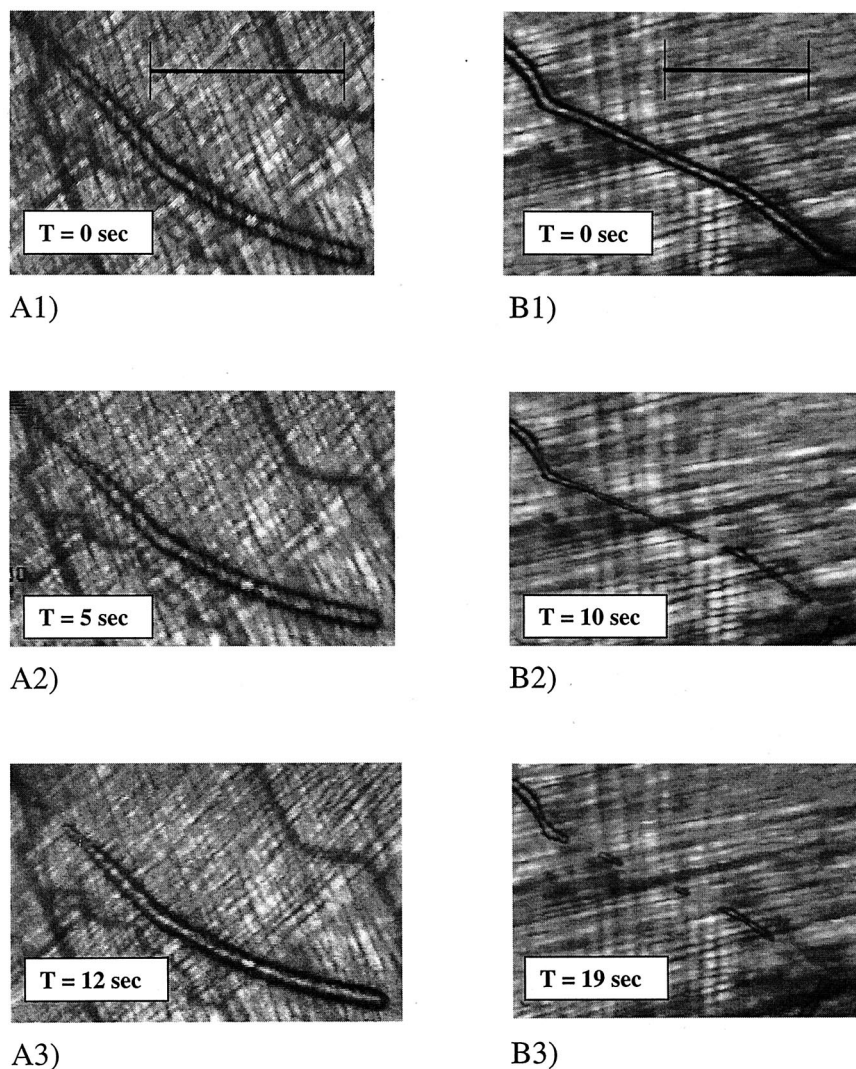 T = 0 sec
T = 0 sec
A1)
B1)
T = 5 sec
T = 10 sec
A2)
B2)
T = 12 sec
T = 19 sec
A3)
B3)